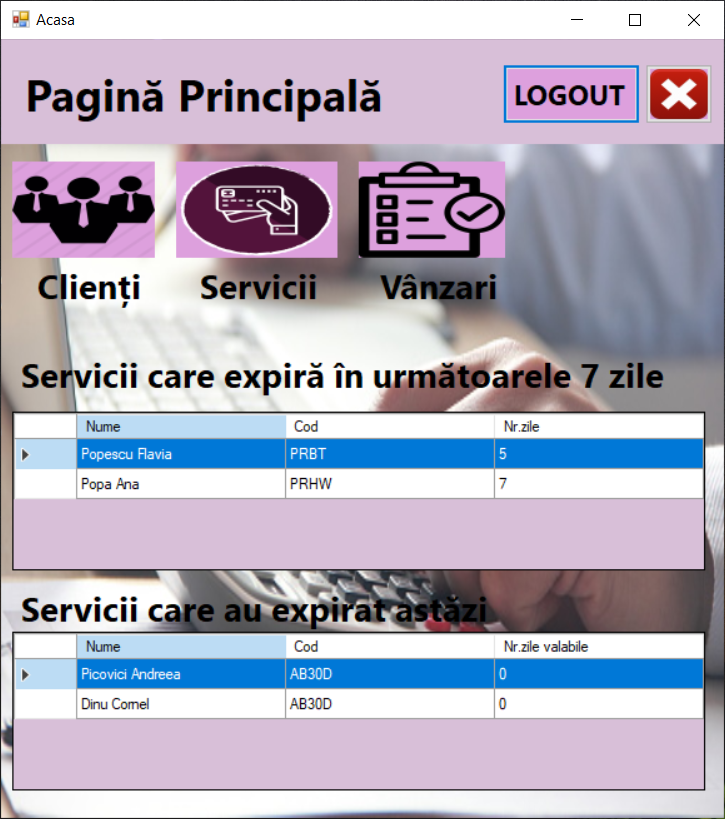 Acasa
Pagină Principală
LOGOUT
Clienți Servicii Vânzari
Servicii care expiră în următoarele 7 zile
Nume Cod Nr.zile
Popescu Flavia PRBT 5
Popa Ana PRHW 7
Servicii care au expirat astăzi
Nume Cod Nr.zile valabile
Picovici Andreea AB30D 0
Dinu Cornel AB30D 0